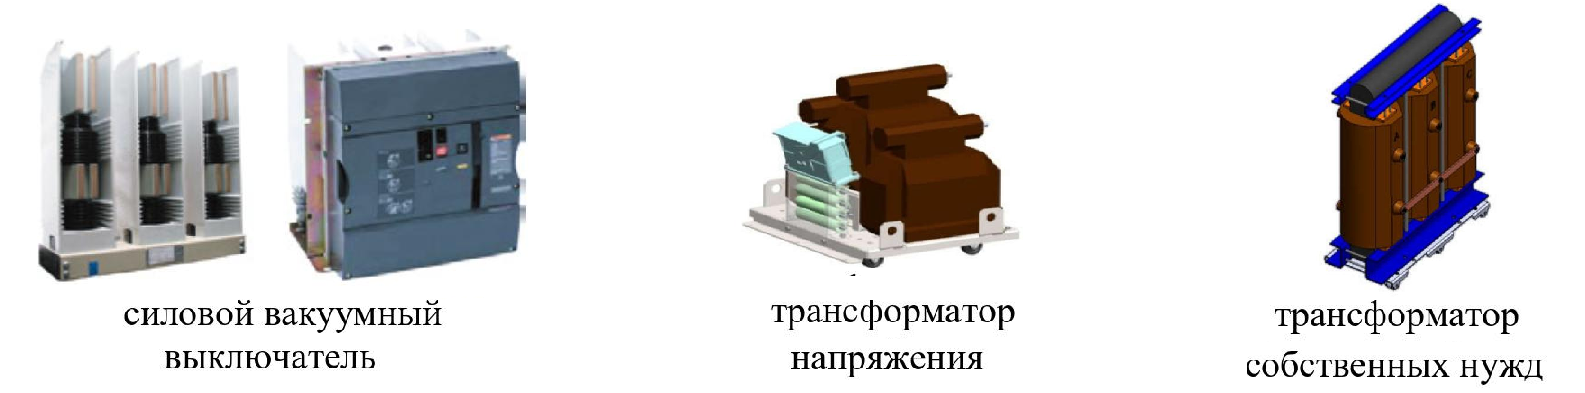 силовой вакуумный
выключатель
трансформатор
напряжения
трансформатор
собственных нужд